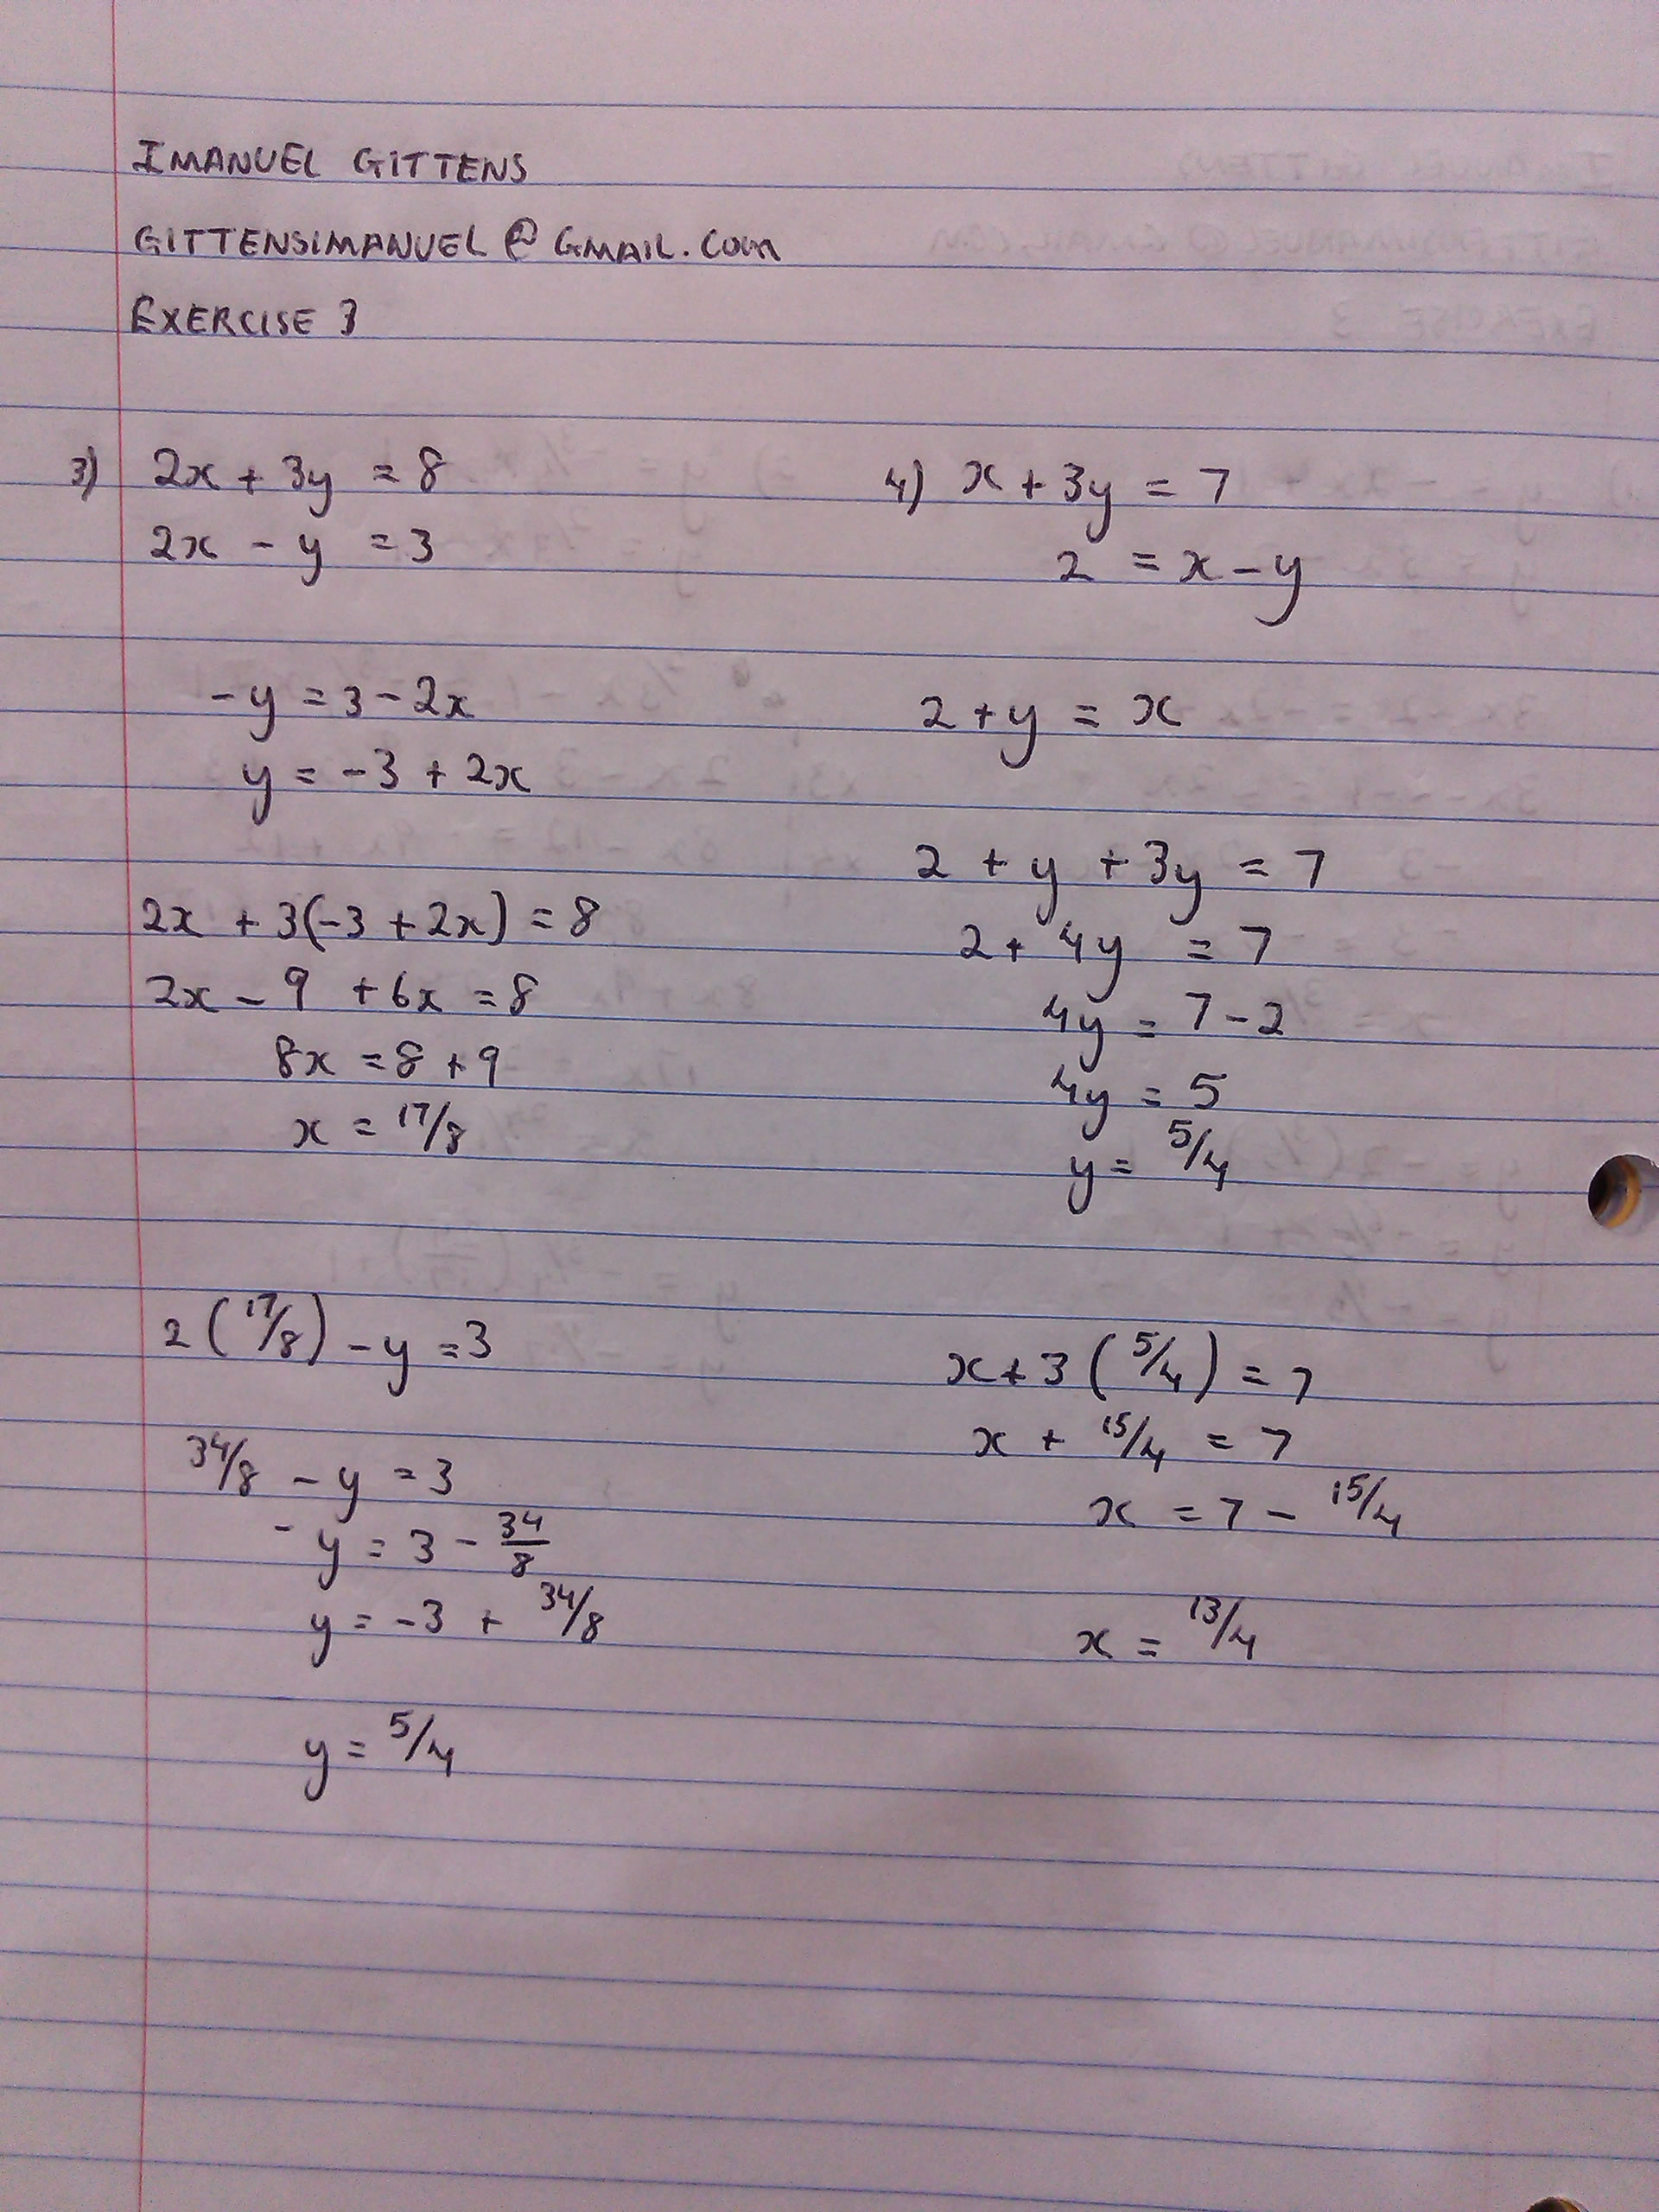 IMANUEL GITTENS
GITTENSIMANUEL@GMAIL.COM
EXERCISE 3
3) 2x + 3y = 8
2x - y = 3
-y = 3 - 2x
y = -3 + 2x
2x + 3(-3 + 2x) = 8
2x - 9 + 6x = 8
8x = 8 + 9
x = 17/8
2(17/8) - y = 3
34/8 - y = 3
-y = 3 - 34/8
y = -3 + 34/8
y = 5/4
4) x + 3y = 7
2 = x - y
2 + y = x
2 + y + 3y = 7
2 + 4y = 7
4y = 7 - 2
4y = 5
y = 5/4
x + 3(5/4) = 7
x + 15/4 = 7
x = 7 - 15/4
x = 13/4